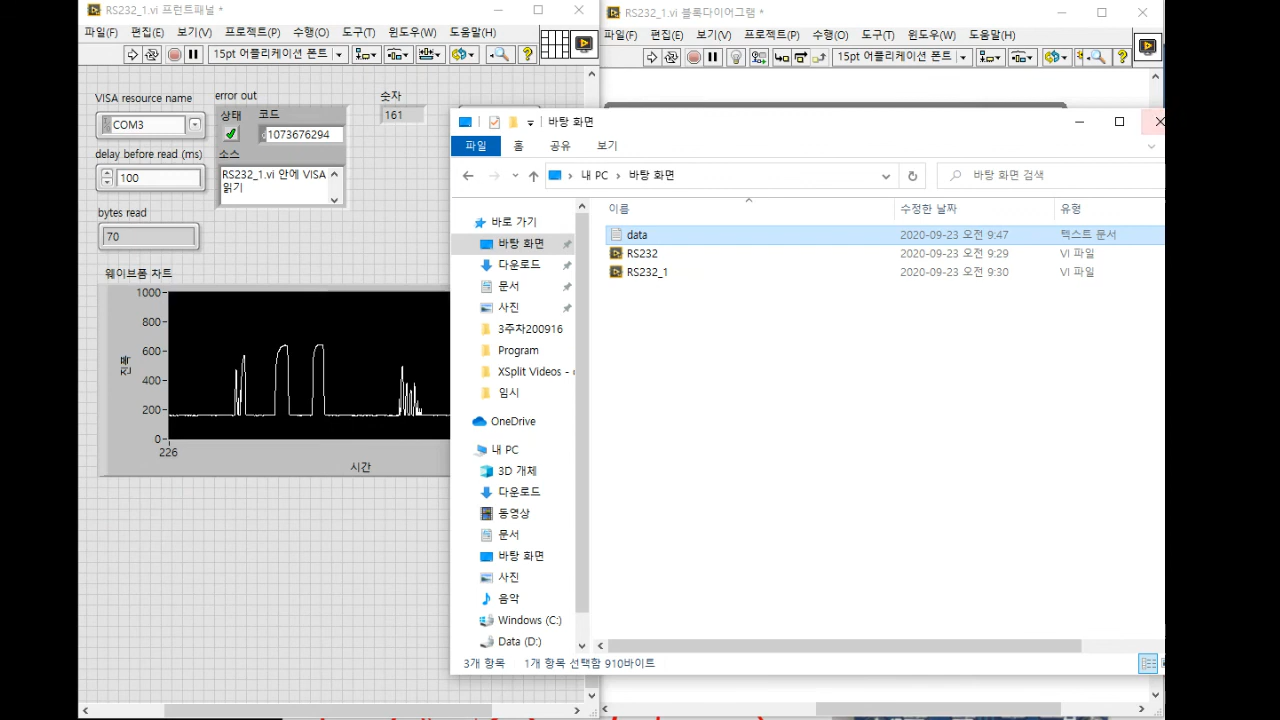 RS232_1.vi 프런트패널 *
파일(F) 편집(E) 보기(V) 프로젝트(P) 수행(O) 도구(T) 윈도우(W) 도움말(H)
15pt 어플리케이션 폰트
VISA resource name
COM3
delay before read (ms)
100
bytes read
70
error out
상태
코드
1073676294
소스
RS232_1.vi 안에 VISA
읽기
숫자
161
웨이브폼 차트
진폭
1000
800
600
400
200
0
226
시간
RS232_1.vi 블록다이어그램 *
파일(F) 편집(E) 보기(V) 프로젝트(P) 수행(O) 도구(T) 윈도우(W) 도움말(H)
15pt 어플리케이션 폰트
바탕 화면
파일 홈 공유 보기
내 PC 바탕 화면
바탕 화면 검색
이름 수정한 날짜 유형
data 2020-09-23 오전 9:47 텍스트 문서
RS232 2020-09-23 오전 9:29 VI 파일
RS232_1 2020-09-23 오전 9:30 VI 파일
바로 가기
바탕 화면
다운로드
문서
사진
3주차200916
Program
XSplit Videos -
임시
OneDrive
내 PC
3D 개체
다운로드
동영상
문서
바탕 화면
사진
음악
Windows (C:)
Data (D:)
3개 항목 1개 항목 선택함 910바이트